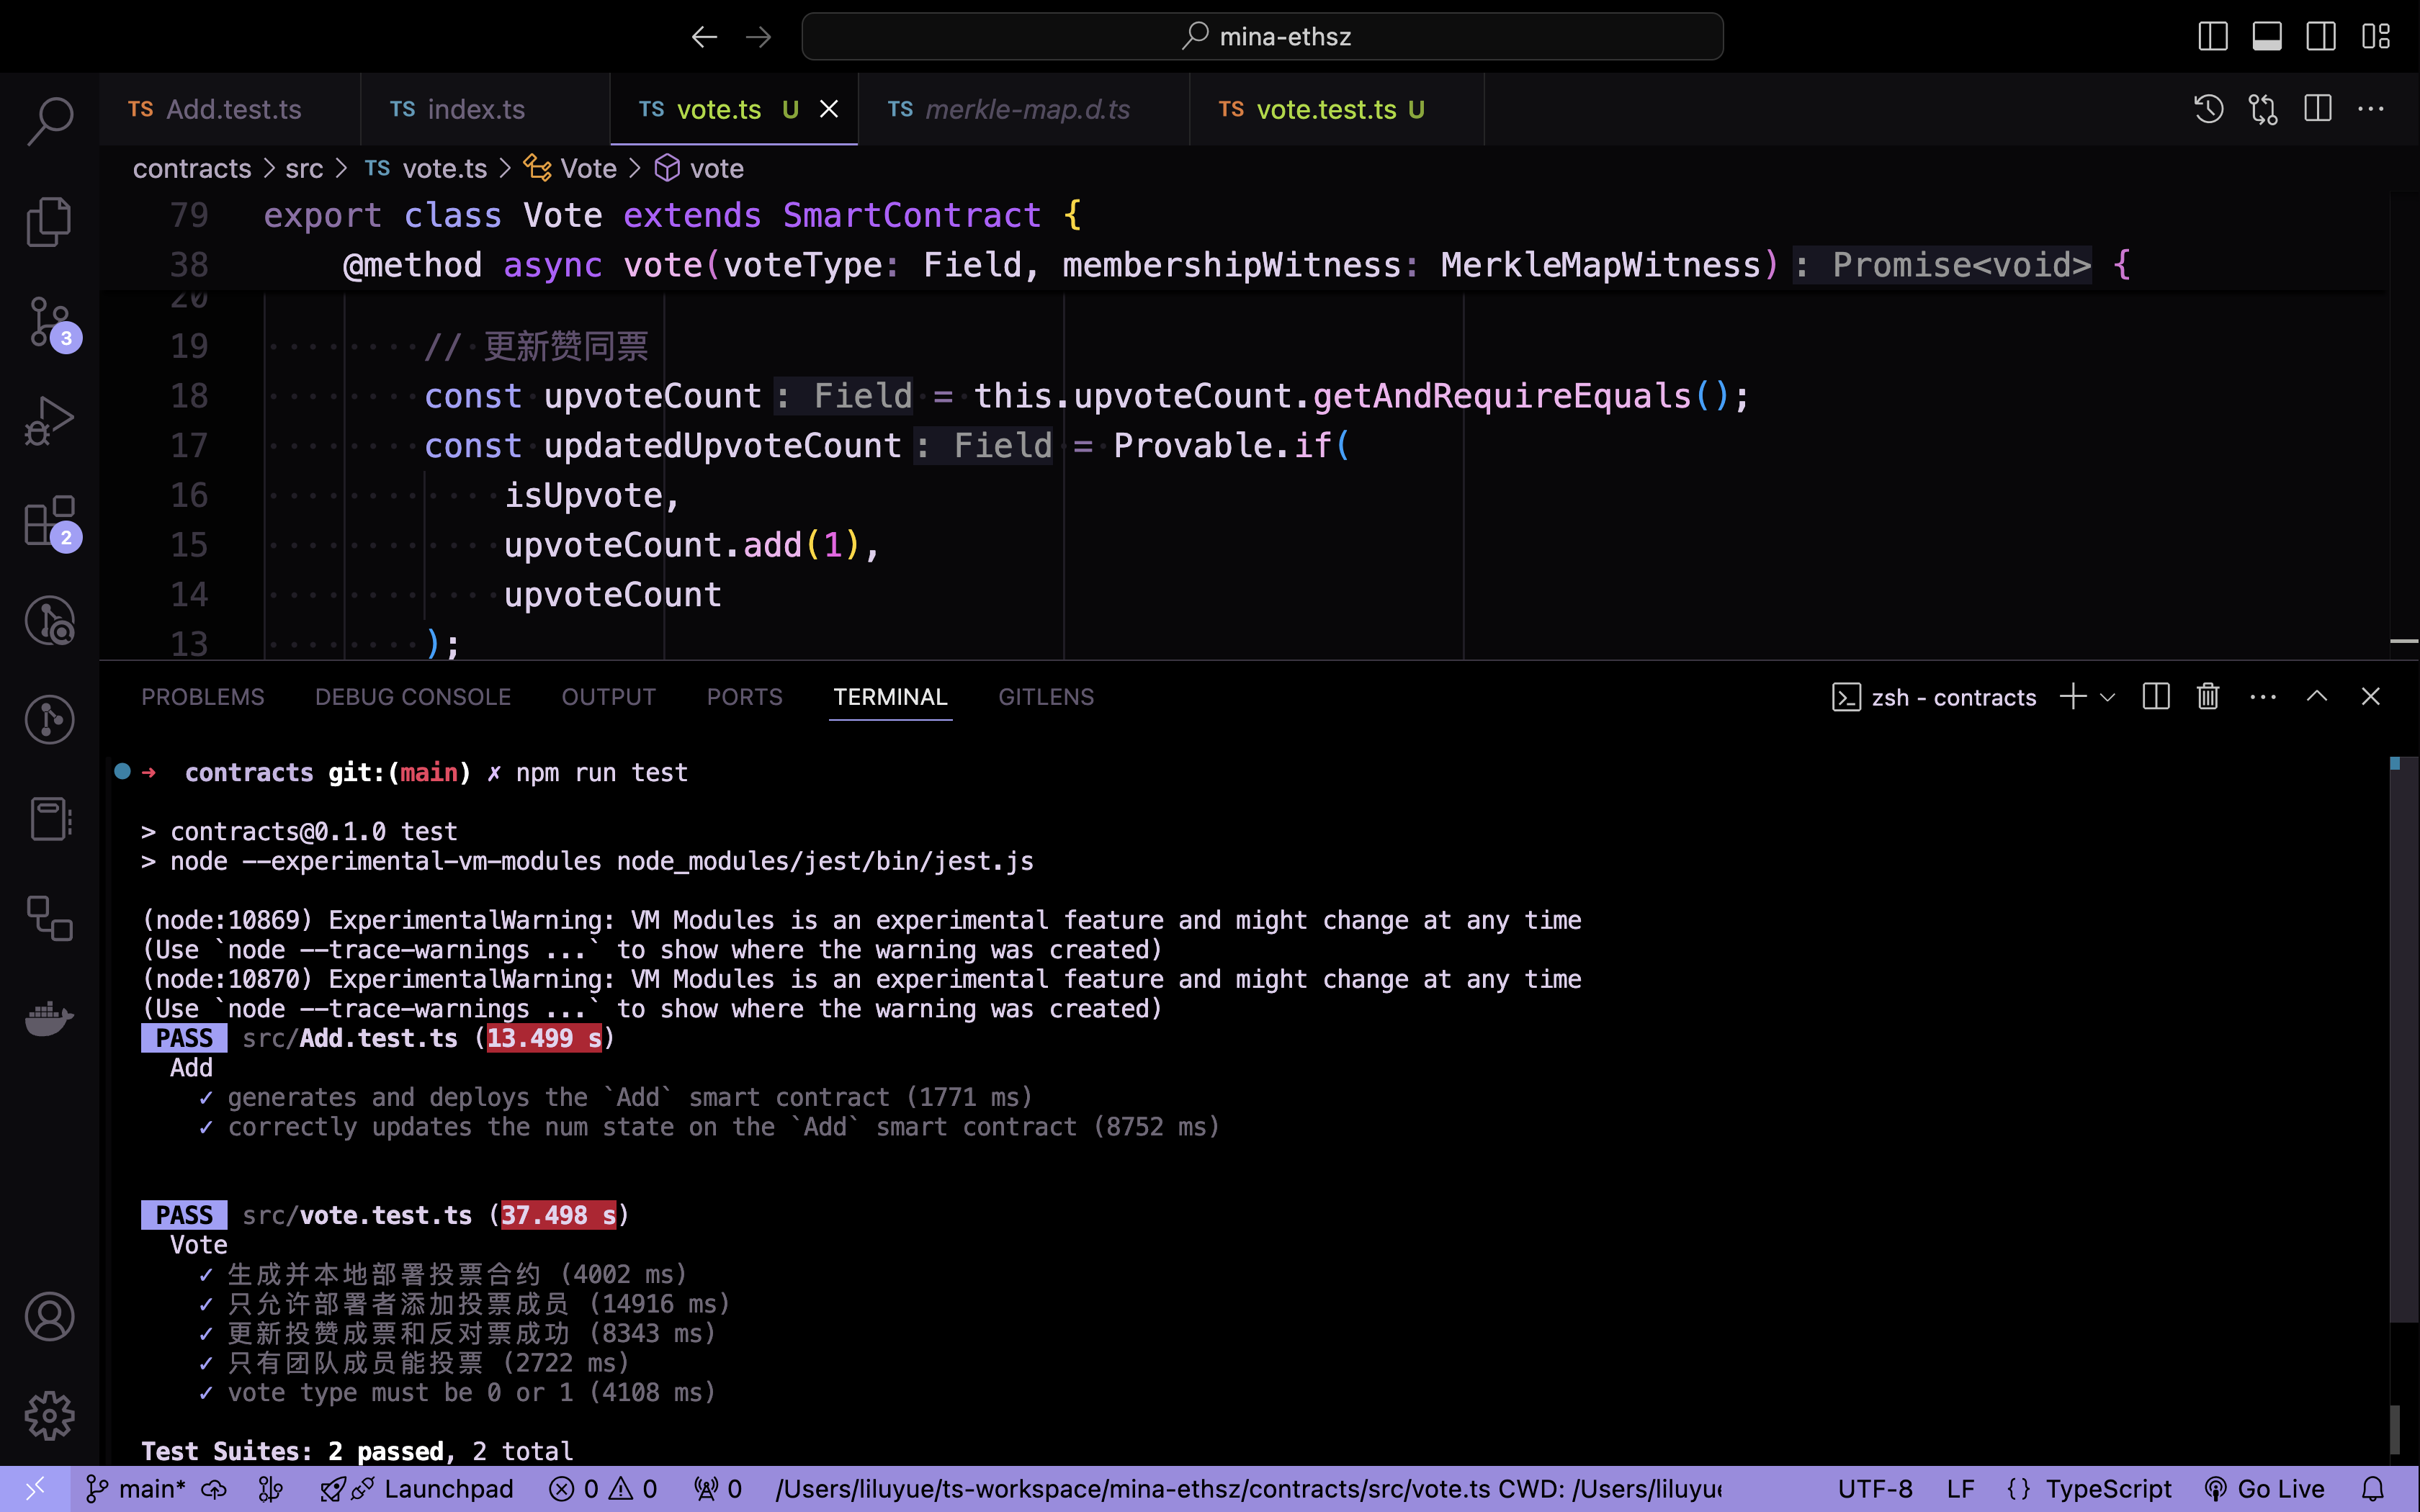 mina-ethsz
TS Add.test.ts
TS index.ts
TS vote.ts U
TS merkle-map.d.ts
TS vote.test.ts U
contracts > src > TS vote.ts > Vote > vote
79 export class Vote extends SmartContract {
38 @method async vote(voteType: Field, membershipWitness: MerkleMapWitness): Promise<void> {
20
19 // 更新赞同票
18 const upvoteCount: Field = this.upvoteCount.getAndRequireEquals();
17 const updatedUpvoteCount: Field = Provable.if(
16 isUpvote,
15 upvoteCount.add(1),
14 upvoteCount
13 );
3
2
PROBLEMS DEBUG CONSOLE OUTPUT PORTS TERMINAL GITLENS
zsh - contracts
➜ contracts git:(main) ✗ npm run test
> contracts@0.1.0 test
> node --experimental-vm-modules node_modules/jest/bin/jest.js
(node:10869) ExperimentalWarning: VM Modules is an experimental feature and might change at any time
(Use `node --trace-warnings ...` to show where the warning was created)
(node:10870) ExperimentalWarning: VM Modules is an experimental feature and might change at any time
(Use `node --trace-warnings ...` to show where the warning was created)
PASS src/Add.test.ts (13.499 s)
Add
✓ generates and deploys the `Add` smart contract (1771 ms)
✓ correctly updates the num state on the `Add` smart contract (8752 ms)
PASS src/vote.test.ts (37.498 s)
Vote
✓ 生成并本地部署投票合约 (4002 ms)
✓ 只允许部署者添加投票成员 (14916 ms)
✓ 更新投赞成票和反对票成功 (8343 ms)
✓ 只有团队成员能投票 (2722 ms)
✓ vote type must be 0 or 1 (4108 ms)
Test Suites: 2 passed, 2 total
main* Launchpad 0 0 0 /Users/liluyue/ts-workspace/mina-ethsz/contracts/src/vote.ts CWD: /Users/liluyue UTF-8 LF {} TypeScript Go Live